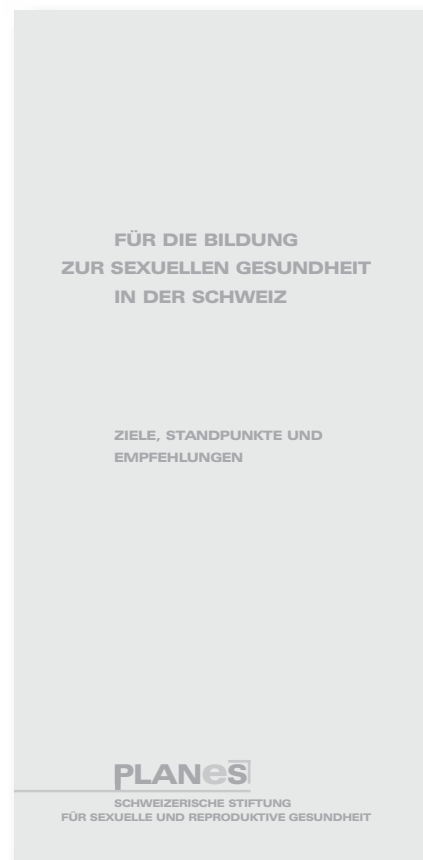 FÜR DIE BILDUNG
ZUR SEXUELLEN GESUNDHEIT
IN DER SCHWEIZ
ZIELE, STANDPUNKTE UND
EMPFEHLUNGEN
PLANeS
SCHWEIZERISCHE STIFTUNG
FÜR SEXUELLE UND REPRODUKTIVE GESUNDHEIT